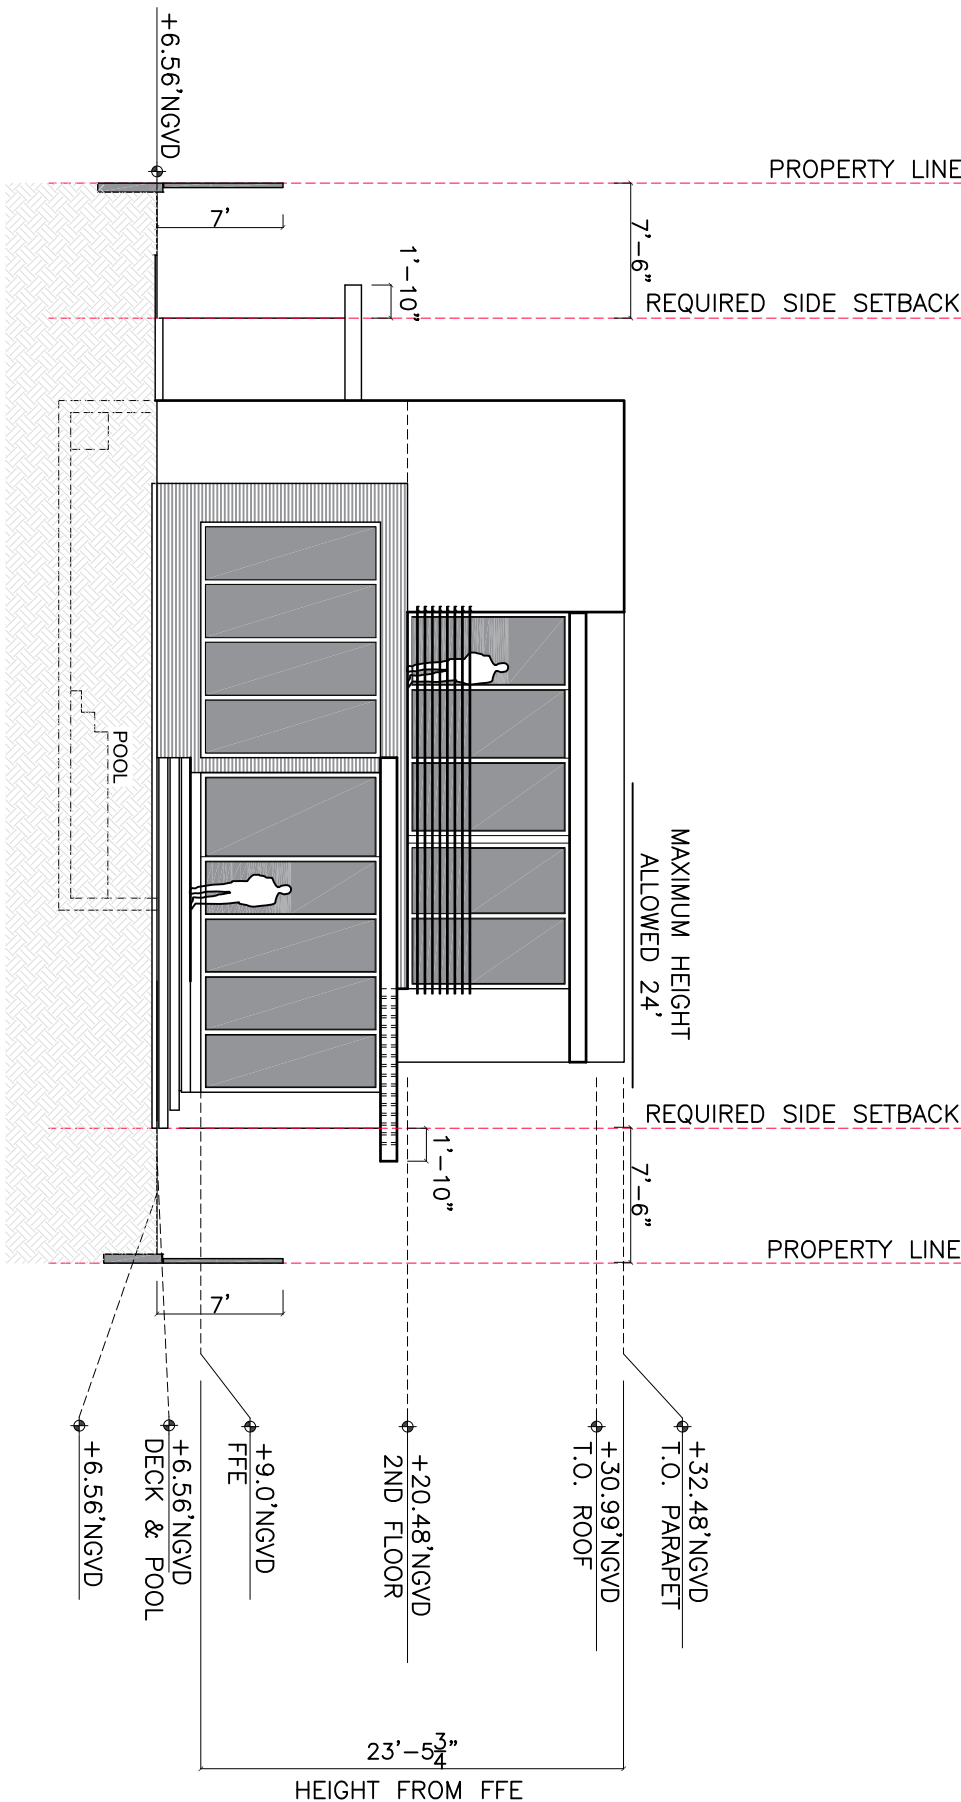 +6.56'NGVD
PROPERTY LINE
7'
7'-6"
1'-10"
REQUIRED SIDE SETBACK
POOL
MAXIMUM HEIGHT
ALLOWED 24'
REQUIRED SIDE SETBACK
1'-10"
7'-6"
PROPERTY LINE
7'
+32.48'NGVD
T.O. PARAPET
+30.99'NGVD
T.O. ROOF
+20.48'NGVD
2ND FLOOR
+9.0'NGVD
FFE
+6.56'NGVD
DECK & POOL
+6.56'NGVD
23'-5 3/4"
HEIGHT FROM FFE